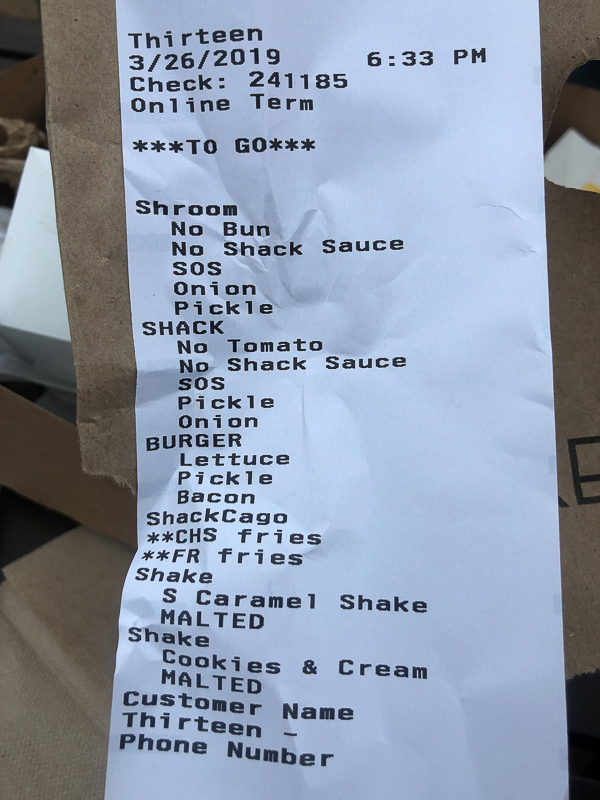 Thirteen
3/26/2019 6:33 PM
Check: 241185
Online Term
***TO GO***
Shroom
No Bun
No Shack Sauce
SOS
Onion
Pickle
SHACK
No Tomato
No Shack Sauce
SOS
Pickle
Onion
BURGER
Lettuce
Pickle
Bacon
ShackCago
**CHS fries
**FR fries
Shake
S Caramel Shake
MALTED
Shake
Cookies & Cream
MALTED
Customer Name
Thirteen -
Phone Number